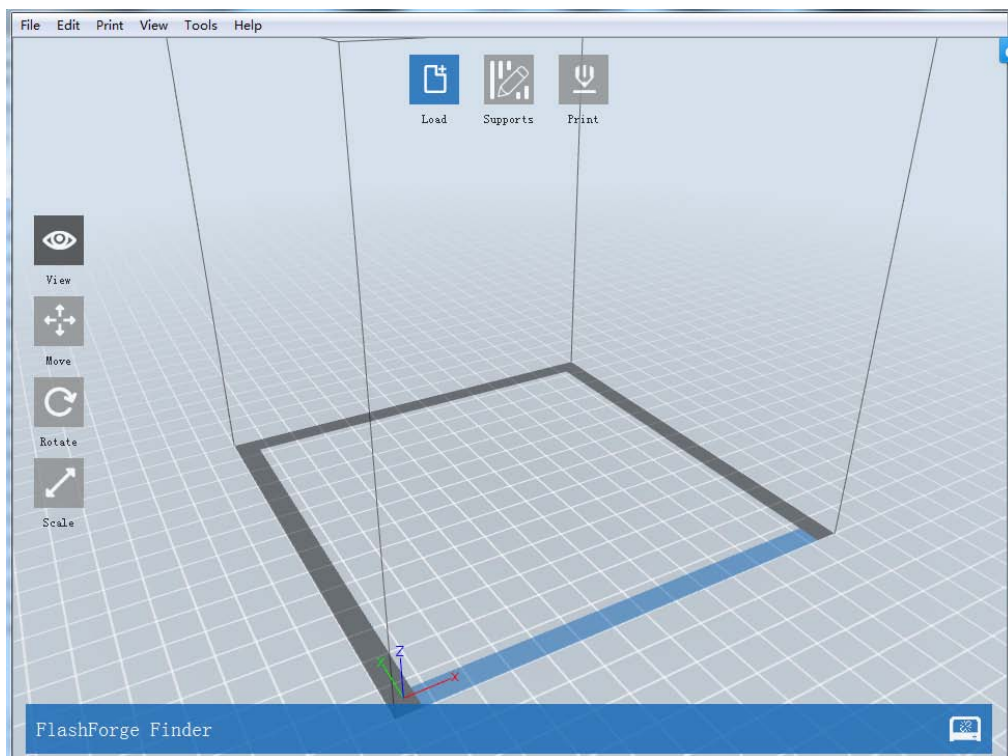 File Edit Print View Tools Help
Load Supports Print
View
Move
Rotate
Scale
Z
Y
X
FlashForge Finder